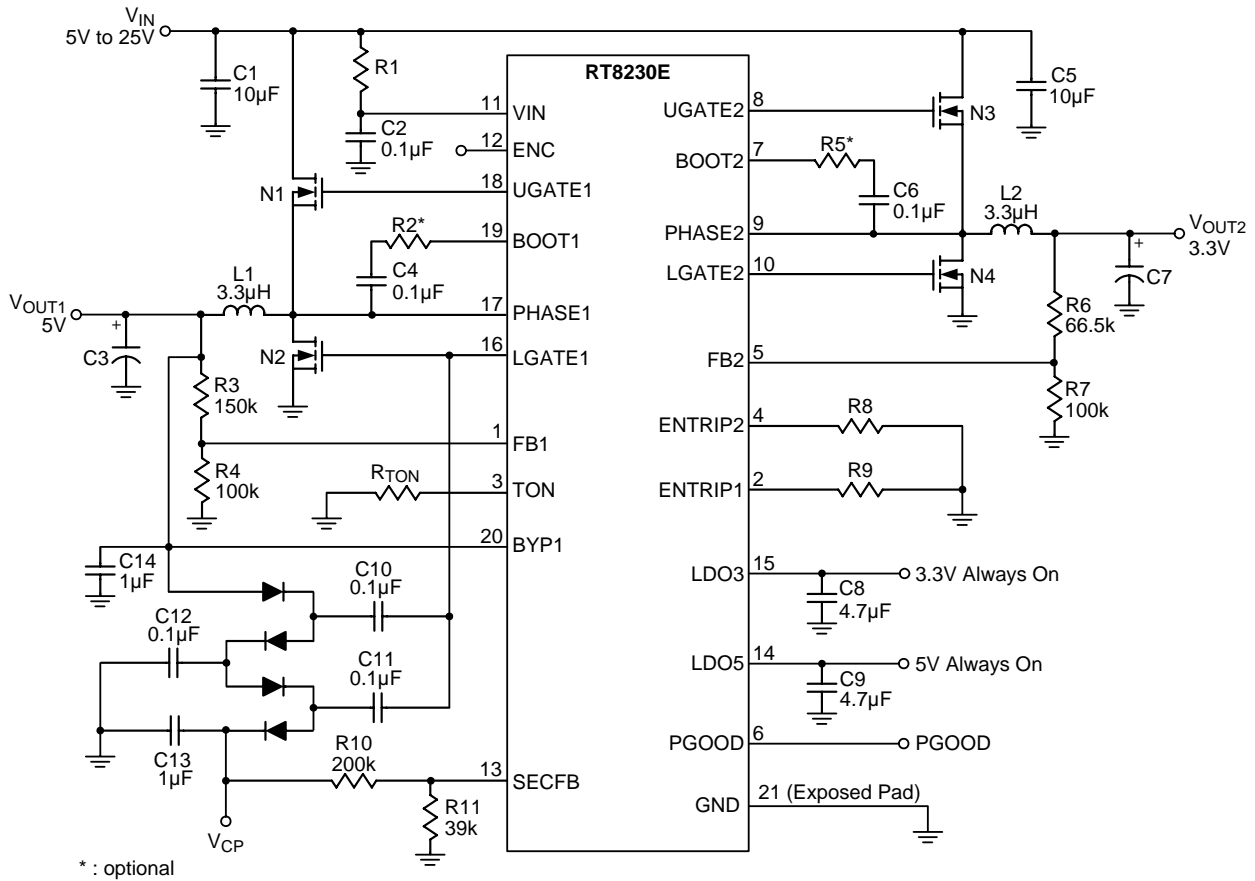 V_IN
5V to 25V
C1
10µF
R1
C2
0.1µF
RT8230E
C5
10µF
11
VIN
12
ENC
18
UGATE1
N1
19
BOOT1
R2*
C4
0.1µF
17
PHASE1
L1
3.3µH
V_OUT1
5V
C3
N2
16
LGATE1
R3
150k
R4
100k
1
FB1
R_TON
3
TON
20
BYP1
C14
1µF
C10
0.1µF
C12
0.1µF
C11
0.1µF
C13
1µF
R10
200k
13
SECFB
R11
39k
V_CP
UGATE2
8
N3
BOOT2
7
R5*
C6
0.1µF
PHASE2
9
L2
3.3µH
V_OUT2
3.3V
LGATE2
10
N4
C7
R6
66.5k
FB2
5
R7
100k
ENTRIP2
4
R8
ENTRIP1
2
R9
LDO3
15
3.3V Always On
C8
4.7µF
LDO5
14
5V Always On
C9
4.7µF
PGOOD
6
PGOOD
GND
21 (Exposed Pad)
* : optional